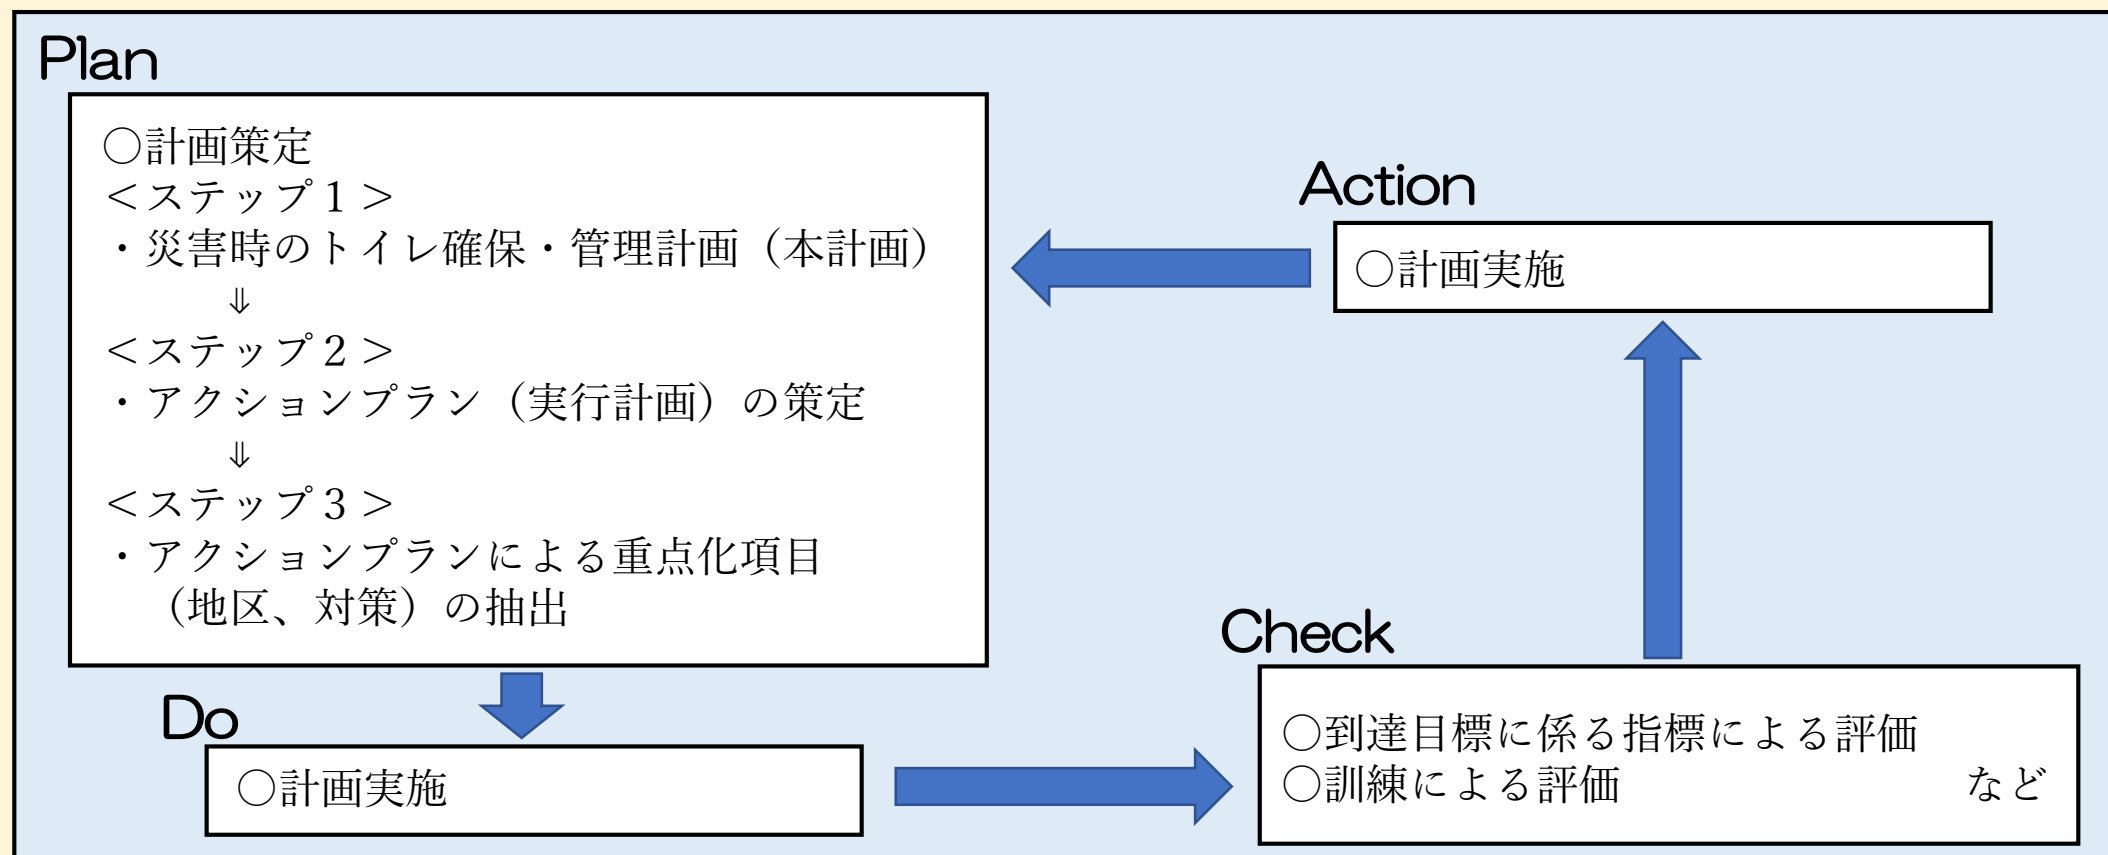 Plan
○計画策定
＜ステップ１＞
・災害時のトイレ確保・管理計画（本計画）
⇓
＜ステップ２＞
・アクションプラン（実行計画）の策定
⇓
＜ステップ３＞
・アクションプランによる重点化項目
（地区、対策）の抽出
Do
○計画実施
Check
○到達目標に係る指標による評価
○訓練による評価　　　　　　　　など
Action
○計画実施